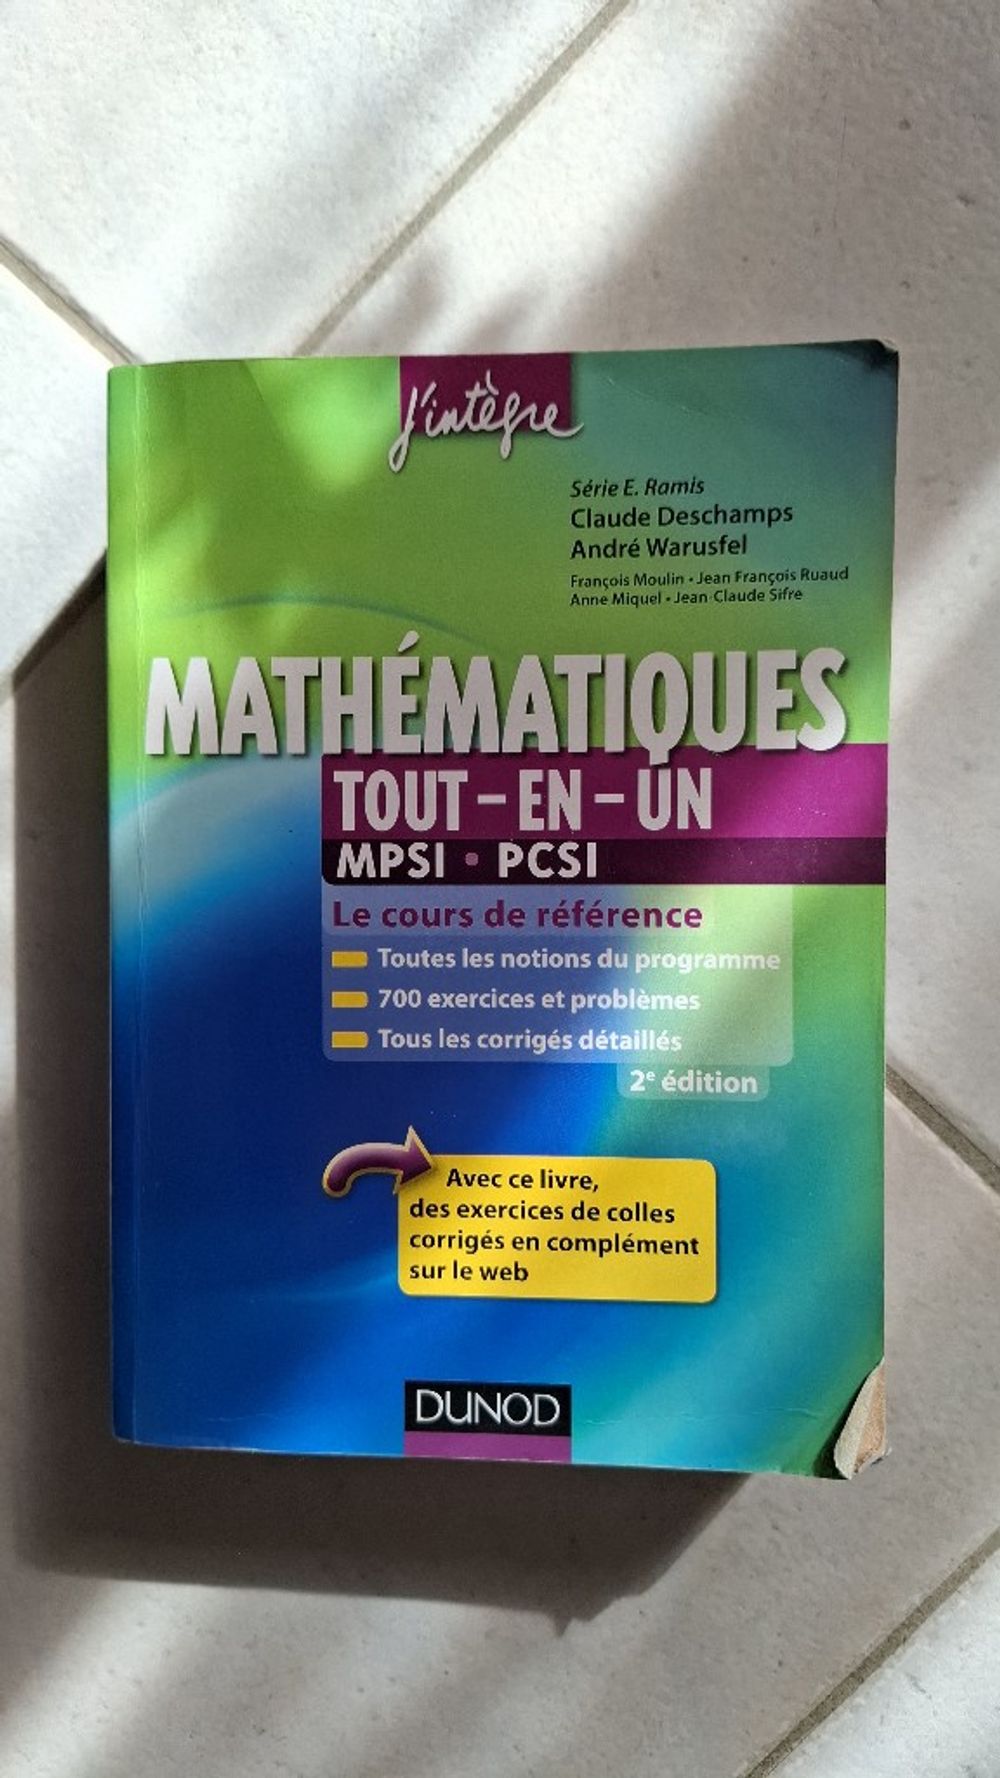 j'intègre
Série E. Ramis
Claude Deschamps
André Warusfel
François Moulin • Jean François Ruaud
Anne Miquel • Jean-Claude Sifre
MATHÉMATIQUES
TOUT-EN-UN
MPSI • PCSI
Le cours de référence
Toutes les notions du programme
700 exercices et problèmes
Tous les corrigés détaillés
2e édition
Avec ce livre,
des exercices de colles
corrigés en complément
sur le web
DUNOD